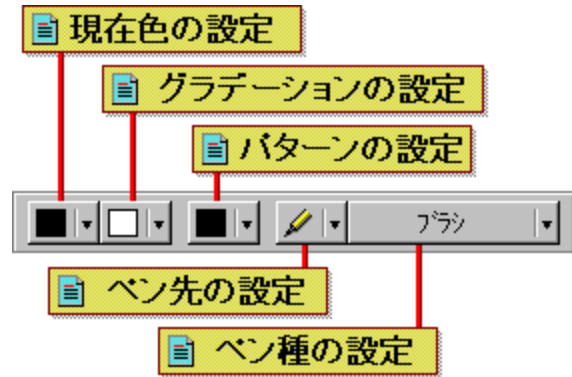 現在色の設定
グラデーションの設定
パターンの設定
ブラシ
ペン先の設定
ペン種の設定